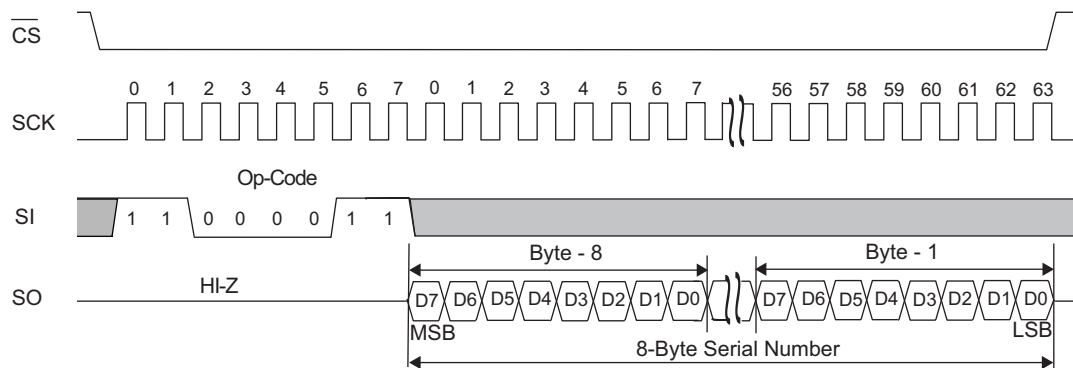 CS
0 1 2 3 4 5 6 7 0 1 2 3 4 5 6 7 56 57 58 59 60 61 62 63
SCK
Op-Code
SI 1 1 0 0 0 0 1 1
Byte - 8 Byte - 1
HI-Z
SO D7 D6 D5 D4 D3 D2 D1 D0 D7 D6 D5 D4 D3 D2 D1 D0
MSB LSB
8-Byte Serial Number